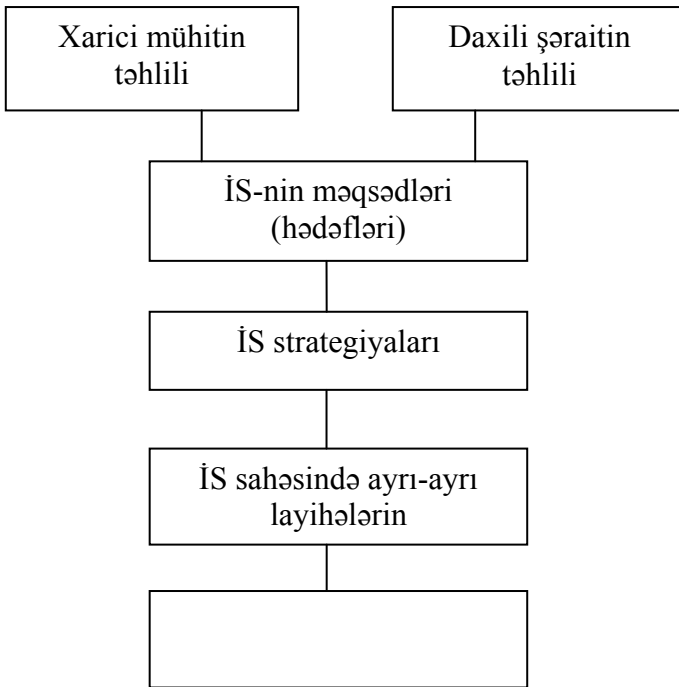 Xarici mühitin
təhlili
Daxili şəraitin
təhlili
İS-nin məqsədləri
(hədəfləri)
İS strategiyaları
İS sahəsində ayrı-ayrı
layihələrin